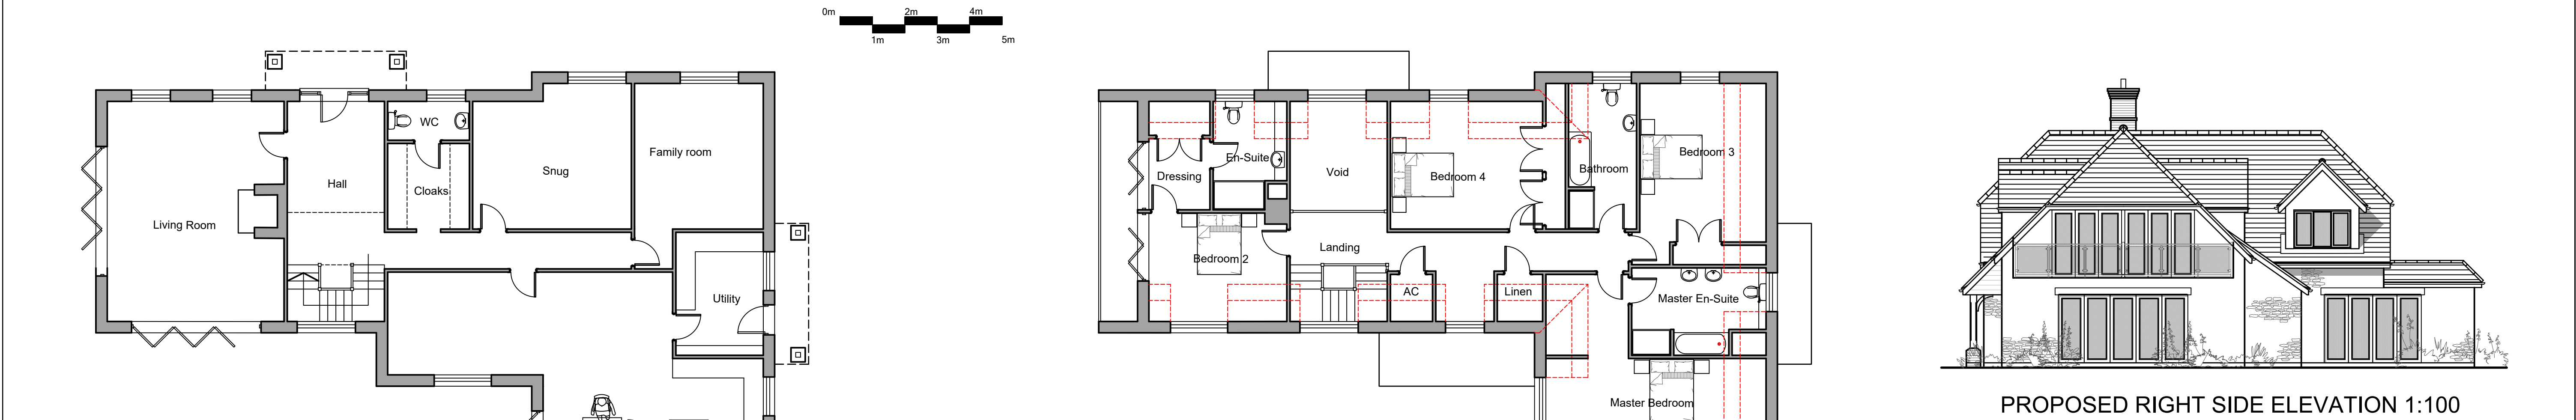 0m 2m 4m
1m 3m 5m
WC
Family room
Snug
Hall
Cloaks
Living Room
Utility
En-Suite
Bedroom 3
Bathroom
Dressing
Void
Bedroom 4
Landing
Bedroom 2
AC
Linen
Master En-Suite
Master Bedroom
PROPOSED RIGHT SIDE ELEVATION 1:100